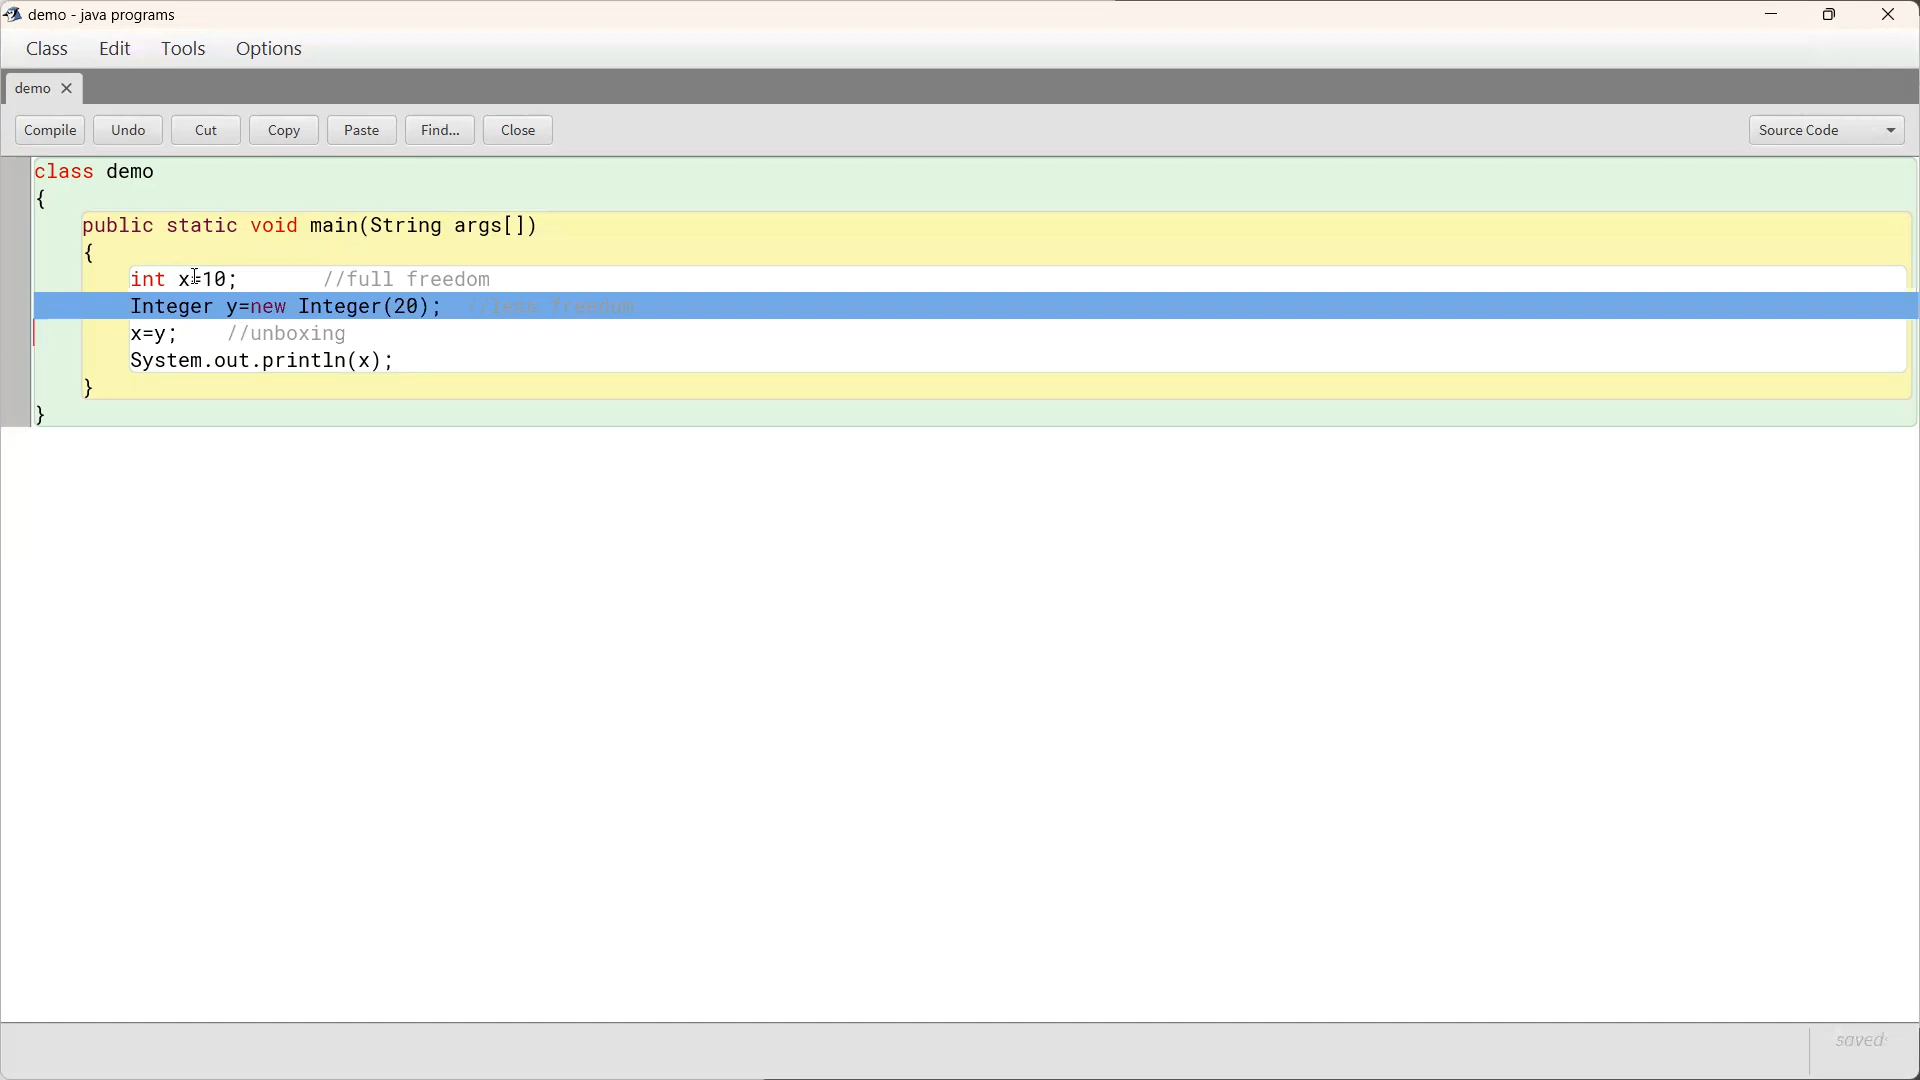 demo - java programs
Class Edit Tools Options
demo
Compile Undo Cut Copy Paste Find... Close Source Code
class demo
{
public static void main(String args[])
{
int x=10; //full freedom
Integer y=new Integer(20); //less freedom
x=y; //unboxing
System.out.println(x);
}
}
saved